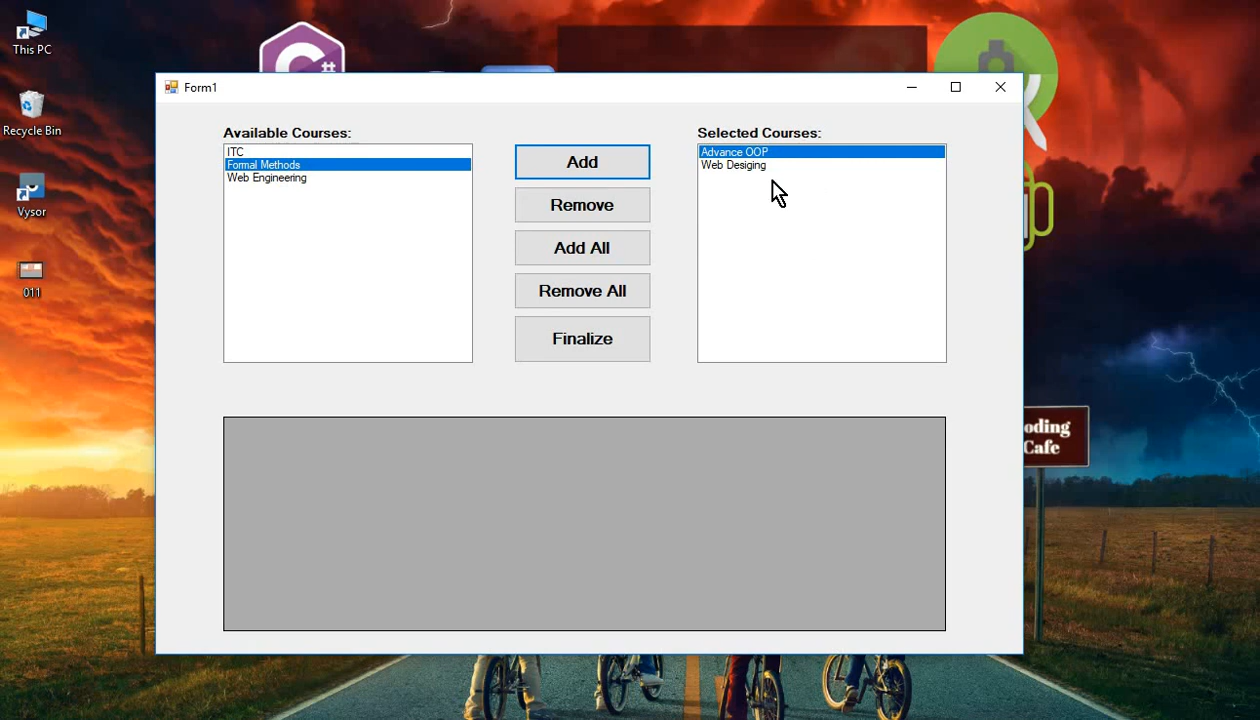 This PC
Recycle Bin
Vysor
011
#
Form1
Available Courses:
ITC
Formal Methods
Web Engineering
Add
Remove
Add All
Remove All
Finalize
Selected Courses:
Advance OOP
Web Desiging
oding
Cafe